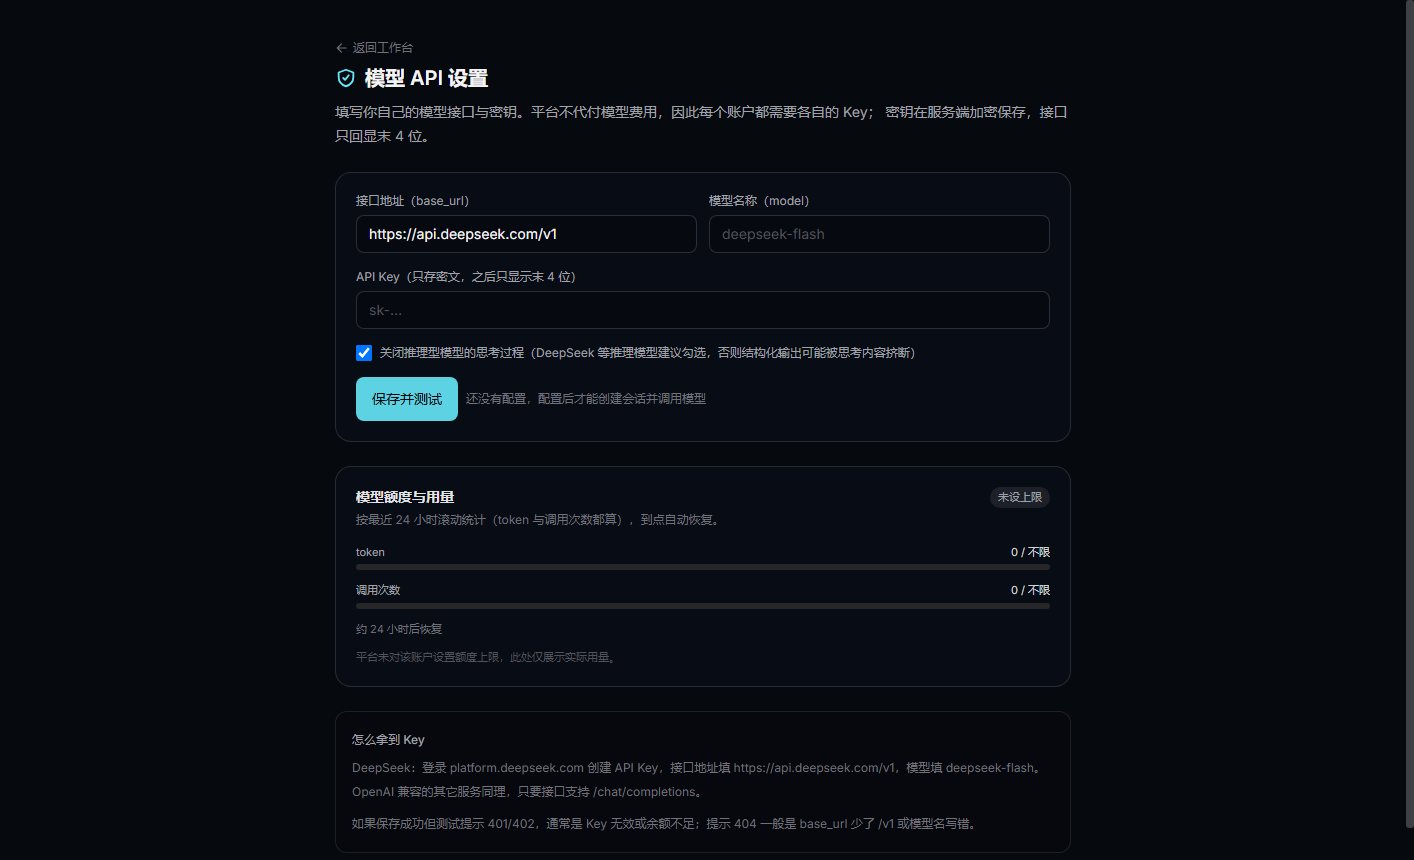 返回工作台
模型 API 设置
填写你自己的模型接口与密钥。平台不代付模型费用，因此每个账户都需要各自的 Key； 密钥在服务端加密保存，接口
只回显末 4 位。
接口地址（base_url） 模型名称（model）
https://api.deepseek.com/v1 deepseek-flash
API Key（只存密文，之后只显示末 4 位）
sk-...
关闭推理型模型的思考过程（DeepSeek 等推理模型建议勾选，否则结构化输出可能被思考内容挤断）
保存并测试 还没有配置，配置后才能创建会话并调用模型
模型额度与用量 未设上限
按最近 24 小时滚动统计（token 与调用次数都算），到点自动恢复。
token 0 / 不限
调用次数 0 / 不限
约 24 小时后恢复
平台未对该账户设置额度上限，此处仅展示实际用量。
怎么拿到 Key
DeepSeek：登录 platform.deepseek.com 创建 API Key，接口地址填 https://api.deepseek.com/v1，模型填 deepseek-flash。
OpenAI 兼容的其它服务同理，只要接口支持 /chat/completions。
如果保存成功但测试提示 401/402，通常是 Key 无效或余额不足；提示 404 一般是 base_url 少了 /v1 或模型名写错。